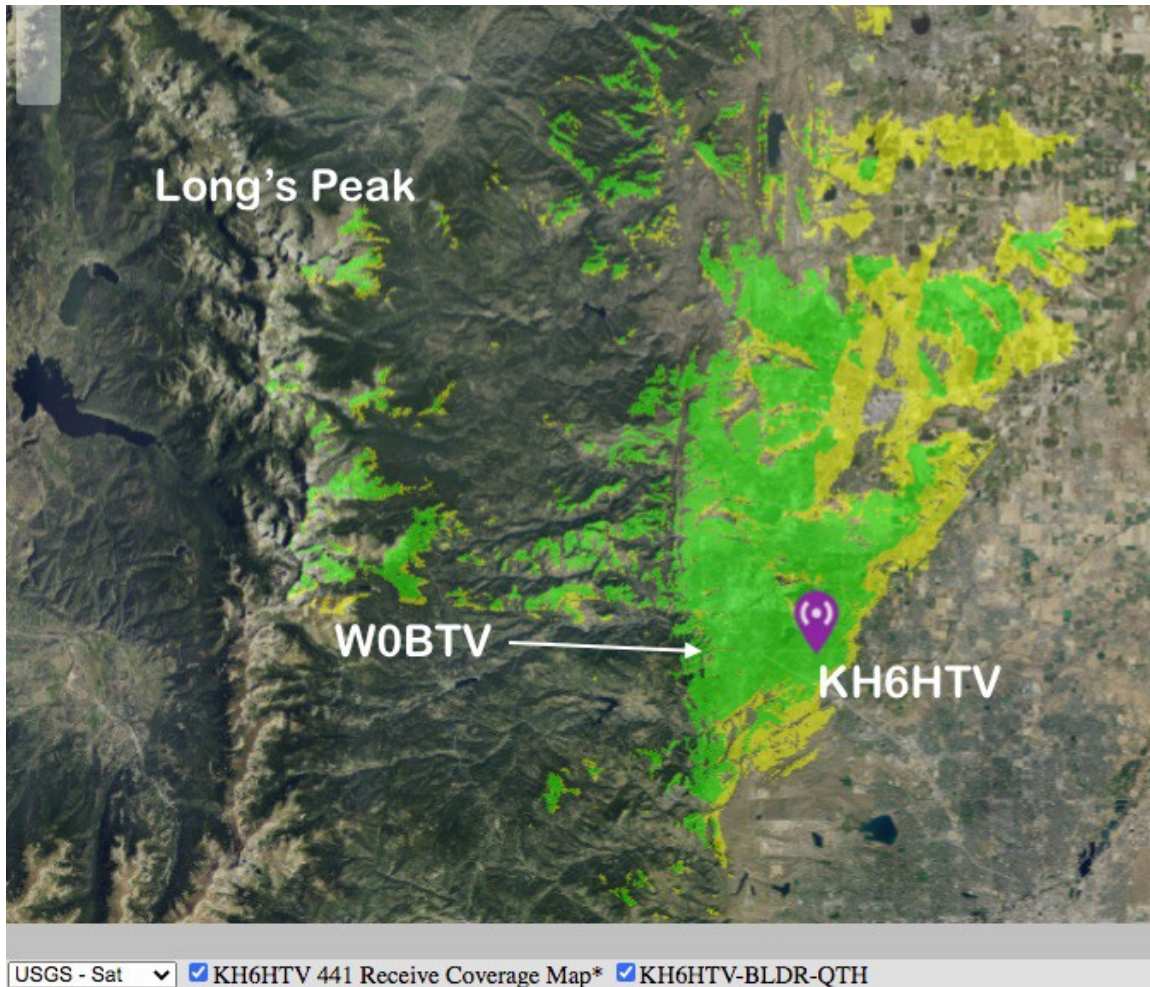 Long's Peak
W0BTV
KH6HTV
USGS - Sat KH6HTV 441 Receive Coverage Map* KH6HTV-BLDR-QTH